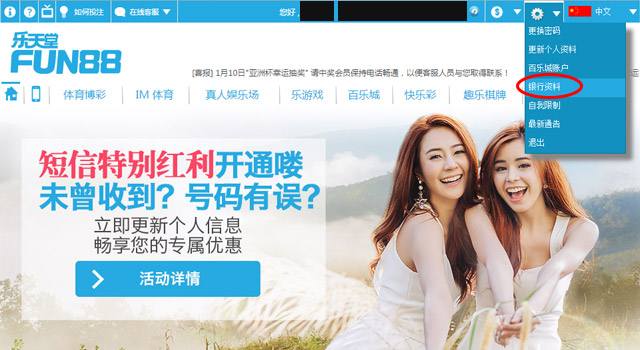 如何投注
在线客服
您好,
$
中文
更换密码
更新个人资料
百乐城账户
银行资料
自我限制
最新通告
退出
乐天堂
FUN88
[喜报] 1月10日"亚洲杯幸运抽奖" 请中奖会员保持电话畅通，以便客服人员与您取得联系！
运
体育博彩
IM 体育
真人娱乐场
乐游戏
百乐城
快乐彩
趣乐棋牌
短信特别红利开通喽
未曾收到？号码有误？
立即更新个人信息
畅享您的专属优惠
活动详情